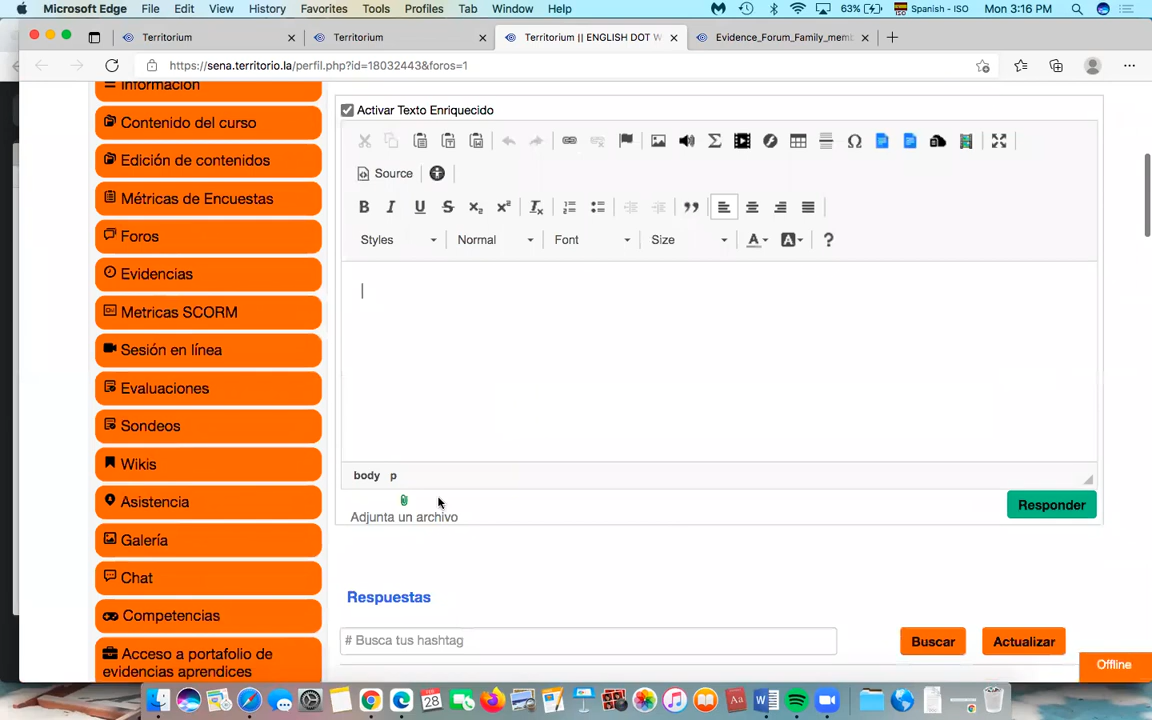 Microsoft Edge File Edit View History Favorites Tools Profiles Tab Window Help 63% Spanish - ISO Mon 3:16 PM
Territorium Territorium Territorium || ENGLISH DOT W Evidence_Forum_Family_mem
https://sena.territorio.la/perfil.php?id=18032443&foros=1
Información
Contenido del curso
Edición de contenidos
Métricas de Encuestas
Foros
Evidencias
Metricas SCORM
Sesión en línea
Evaluaciones
Sondeos
Wikis
Asistencia
Galería
Chat
Competencias
Acceso a portafolio de
evidencias aprendices
Activar Texto Enriquecido
Source
Styles Normal Font Size
body p
Adjunta un archivo
Responder
Respuestas
# Busca tus hashtag
Buscar Actualizar
Offline
FEB
28